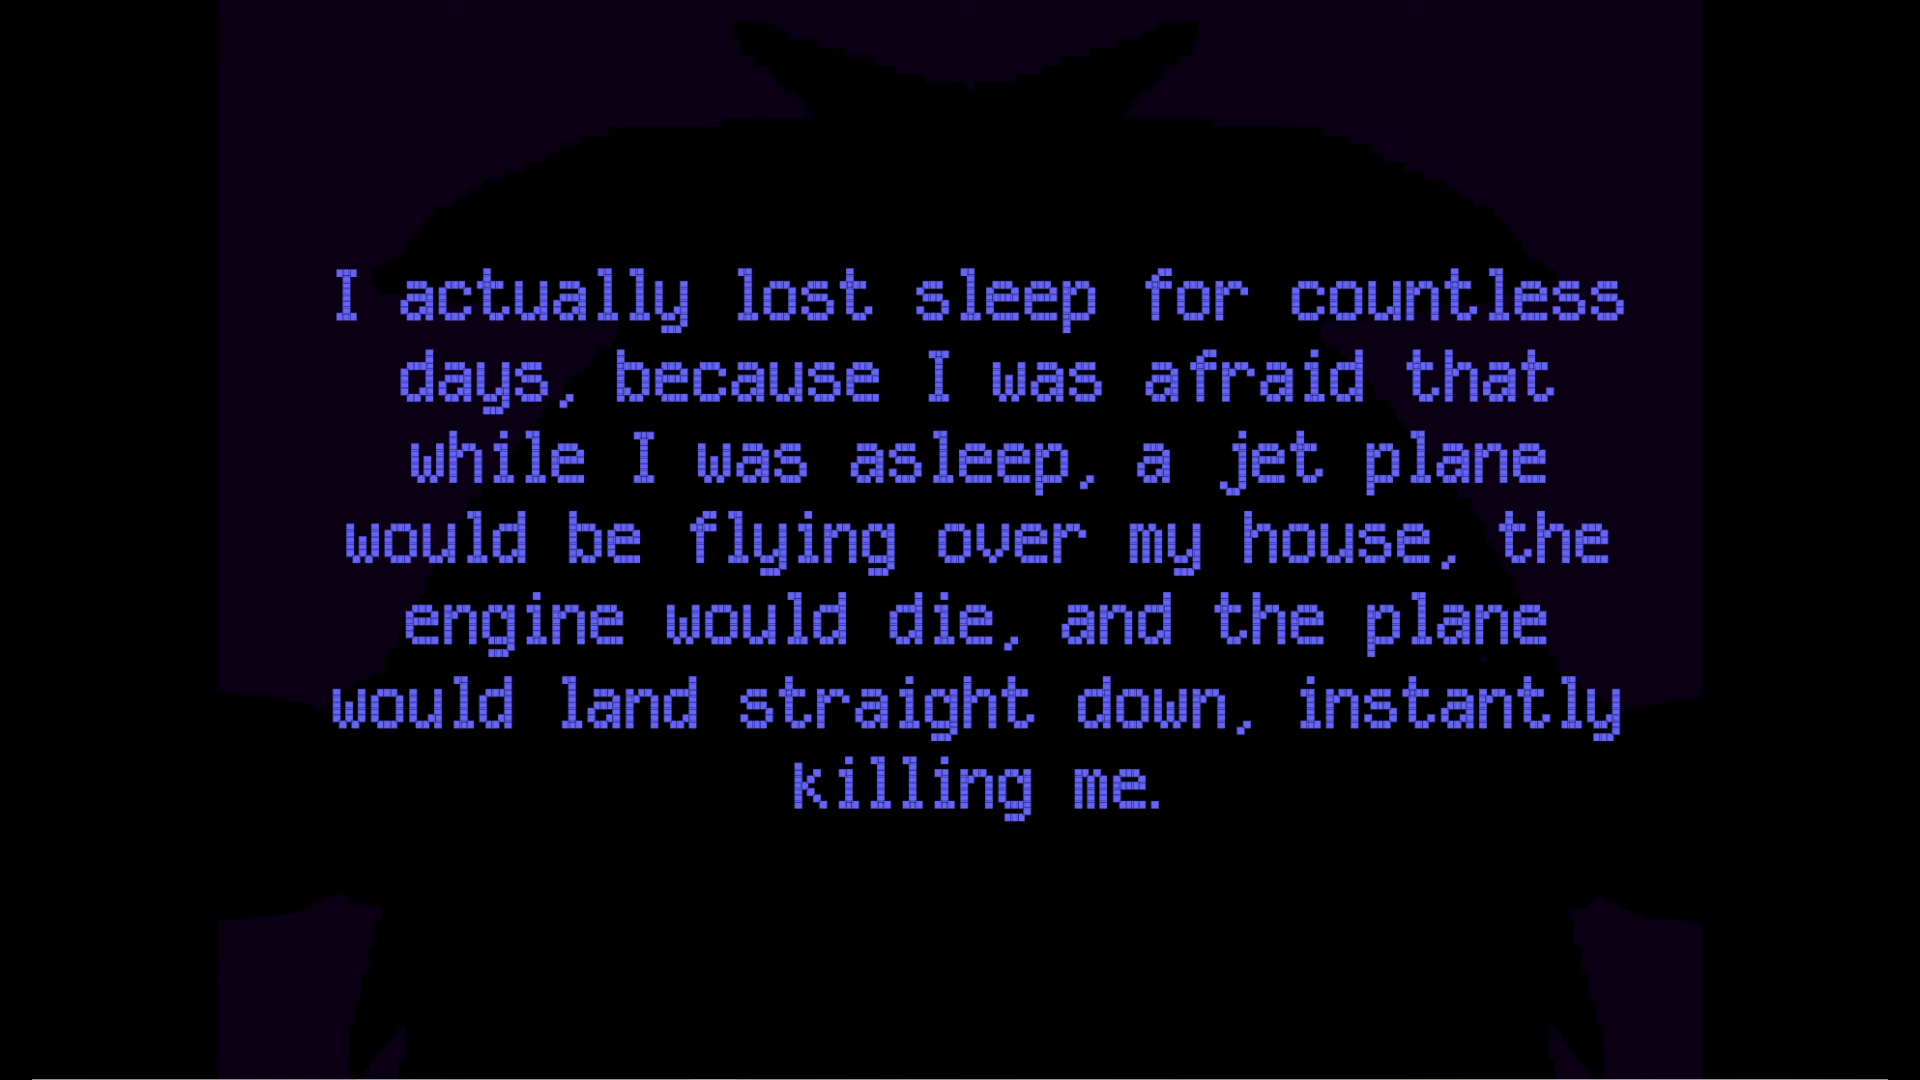 I actually lost sleep for countless
days, because I was afraid that
while I was asleep, a jet plane
would be flying over my house, the
engine would die, and the plane
would land straight down, instantly
killing me.